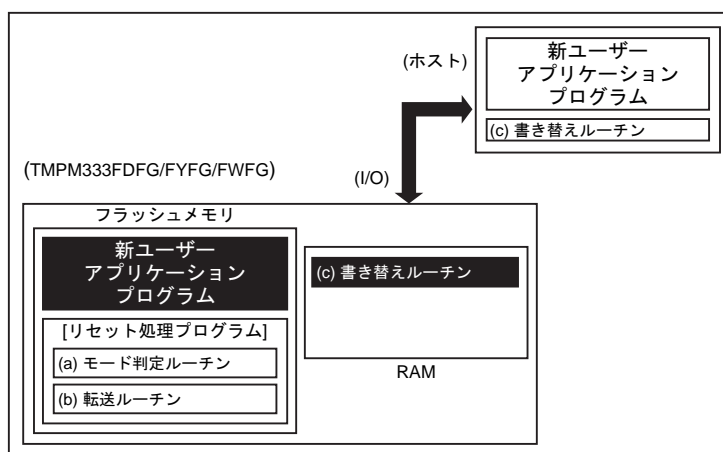 (ホスト)
新ユーザー
アプリケーション
プログラム
(c) 書き替えルーチン
(TMPM333FDFG/FYFG/FWFG)
(I/O)
フラッシュメモリ
新ユーザー
アプリケーション
プログラム
[リセット処理プログラム]
(a) モード判定ルーチン
(b) 転送ルーチン
(c) 書き替えルーチン
RAM